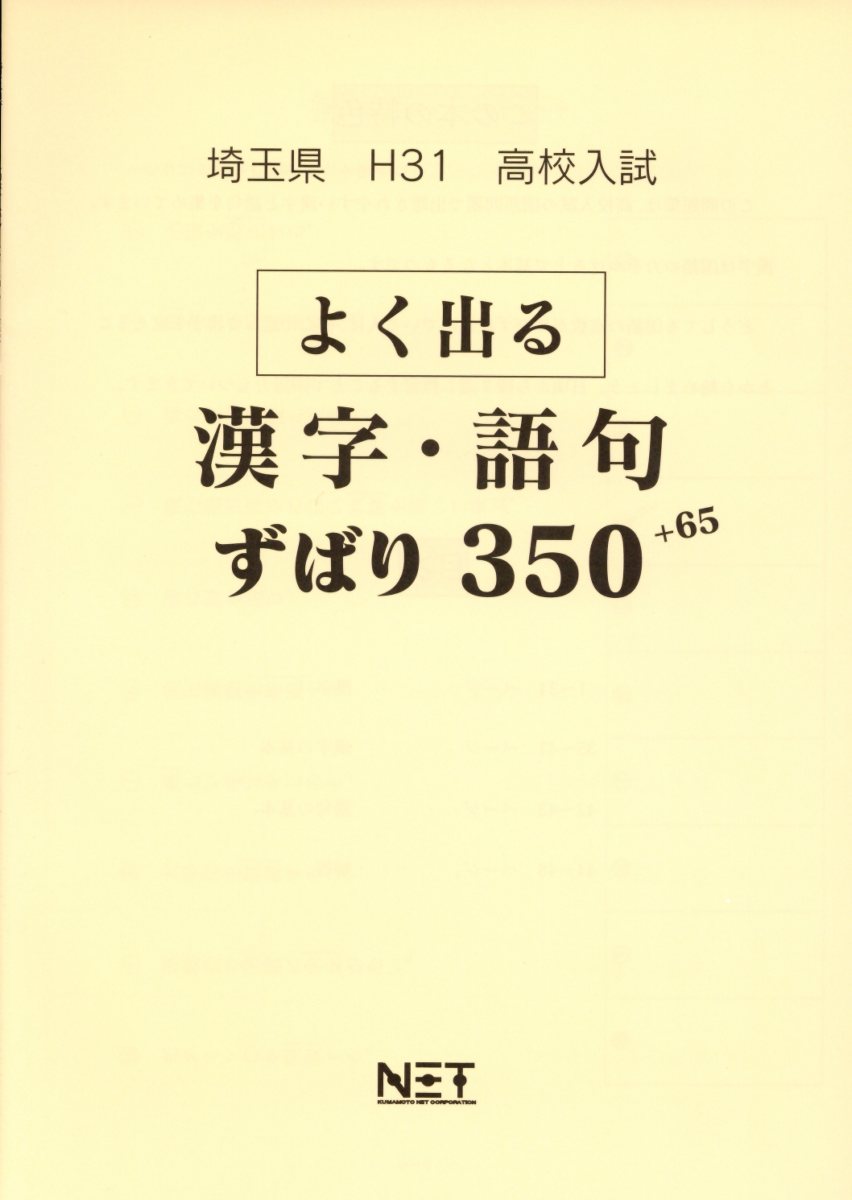 埼玉県　H31　高校入試
よく出る
漢字・語句
ずばり 350 +65
NET
KUMAMOTO NET CORPORATION